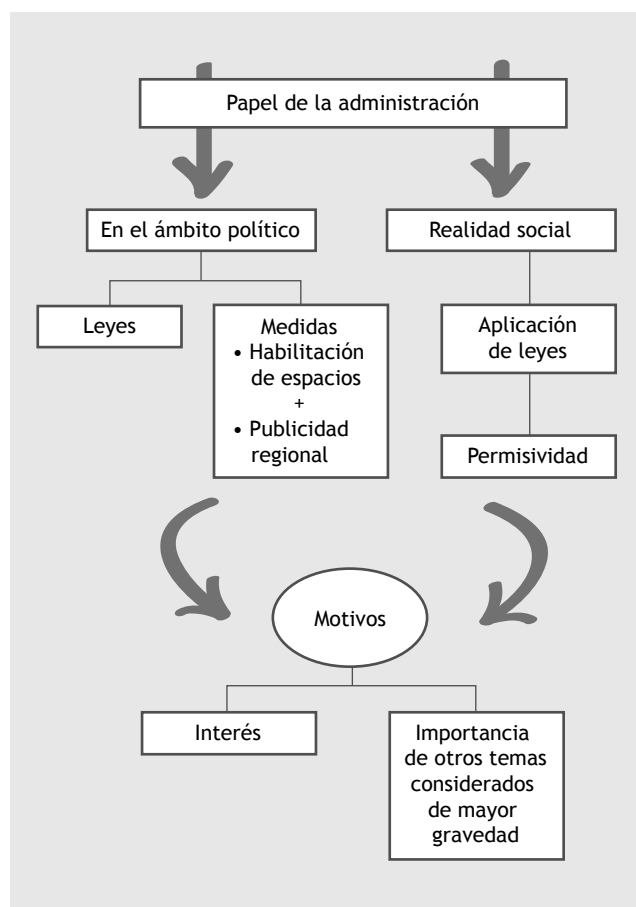 Papel de la administración
En el ámbito político
Realidad social
Leyes
Medidas
• Habilitación
de espacios
+
• Publicidad
regional
Aplicación
de leyes
Permisividad
Motivos
Interés
Importancia
de otros temas
considerados
de mayor
gravedad